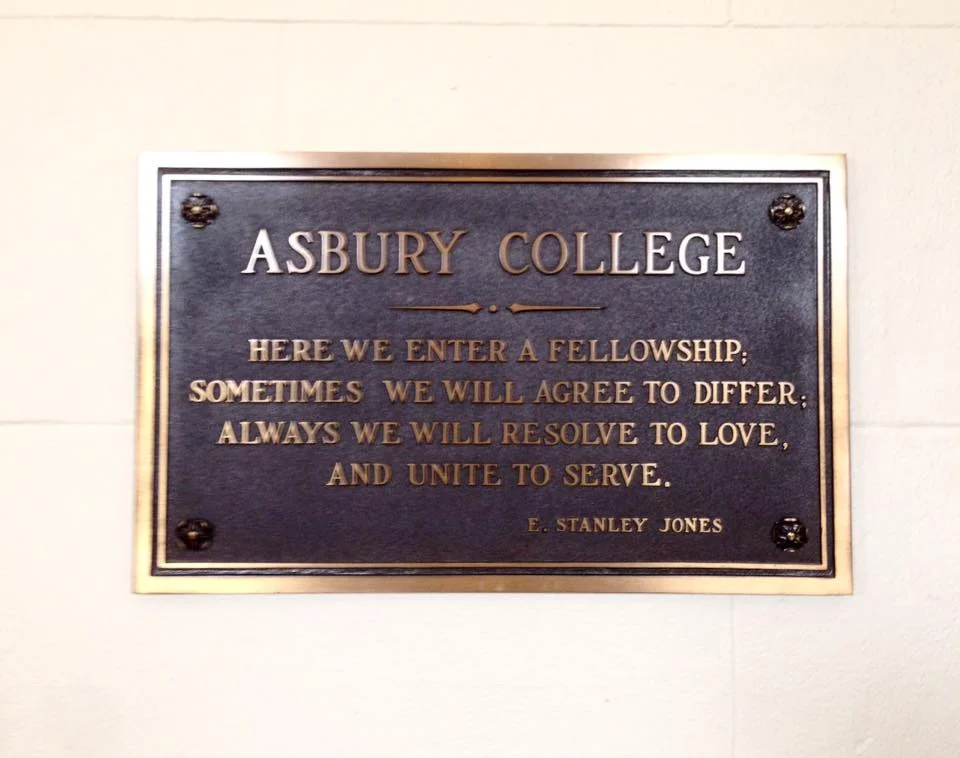 ASBURY COLLEGE
HERE WE ENTER A FELLOWSHIP;
SOMETIMES WE WILL AGREE TO DIFFER;
ALWAYS WE WILL RESOLVE TO LOVE,
AND UNITE TO SERVE.
E. STANLEY JONES